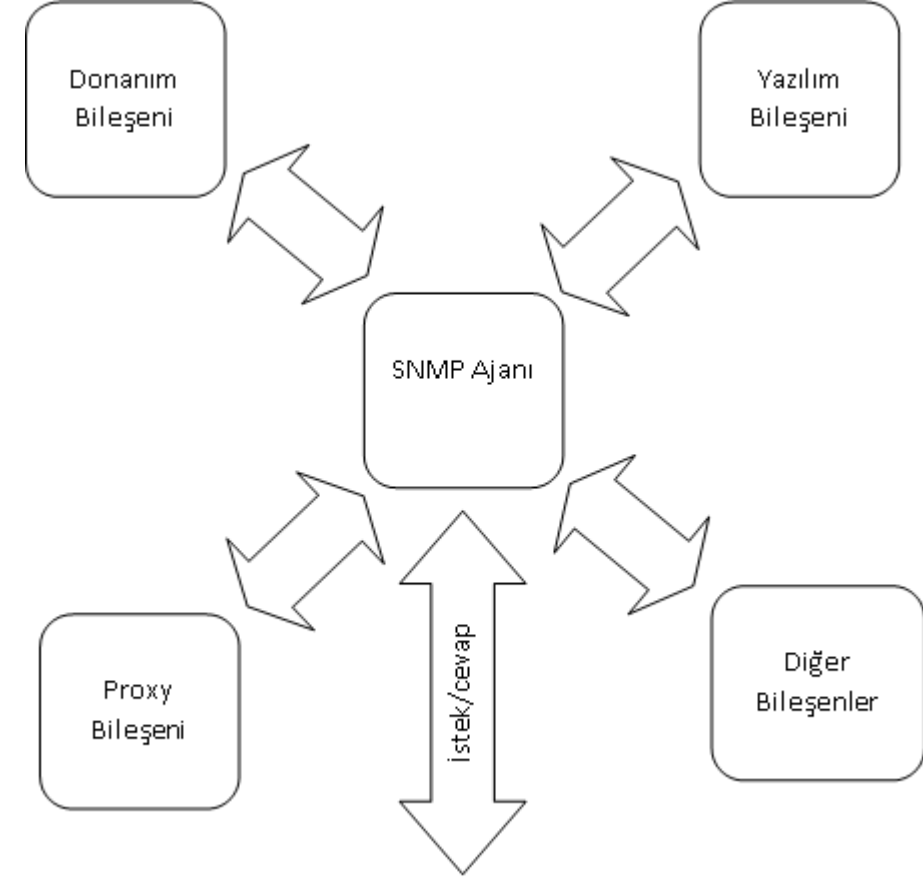 Donanım
Bileşeni
Yazılım
Bileşeni
SNMP Ajanı
İstek/cevap
Proxy
Bileşeni
Diğer
Bileşenler